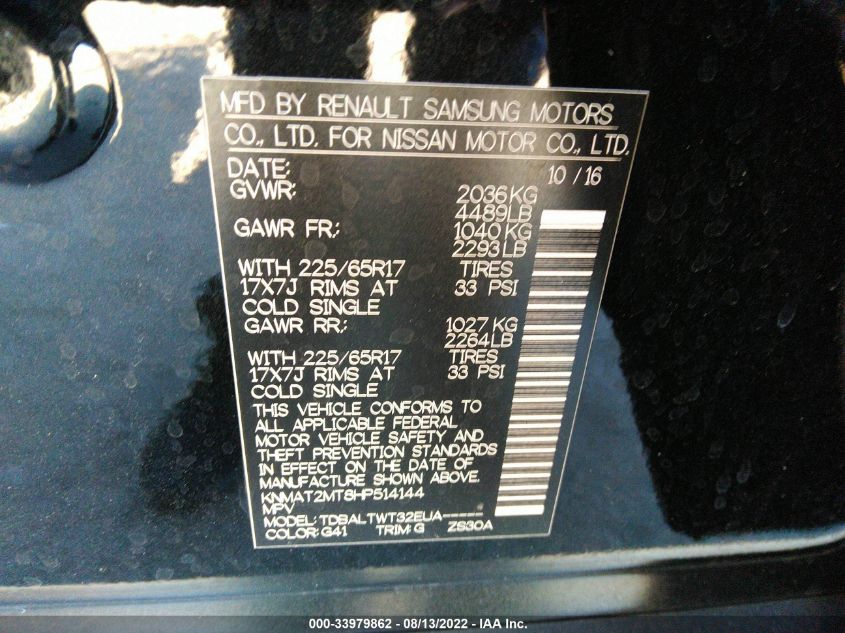 MFD BY RENAULT SAMSUNG MOTORS
CO., LTD. FOR NISSAN MOTOR CO., LTD.
DATE: 10 / 16
GVWR: 2036 KG
4489 LB
GAWR FR.: 1040 KG
2293 LB
WITH 225/65R17 TIRES
17X7J RIMS AT 33 PSI
COLD SINGLE
GAWR RR.: 1027 KG
2264 LB
WITH 225/65R17 TIRES
17X7J RIMS AT 33 PSI
COLD SINGLE
THIS VEHICLE CONFORMS TO
ALL APPLICABLE FEDERAL
MOTOR VEHICLE SAFETY AND
THEFT PREVENTION STANDARDS
IN EFFECT ON THE DATE OF
MANUFACTURE SHOWN ABOVE.
KNMAT2MT8HP514144
MPV
MODEL: TDBALTWT32EUA-----
COLOR: G41 TRIM: G ZS30A
000-33979862 - 08/13/2022 - IAA Inc.